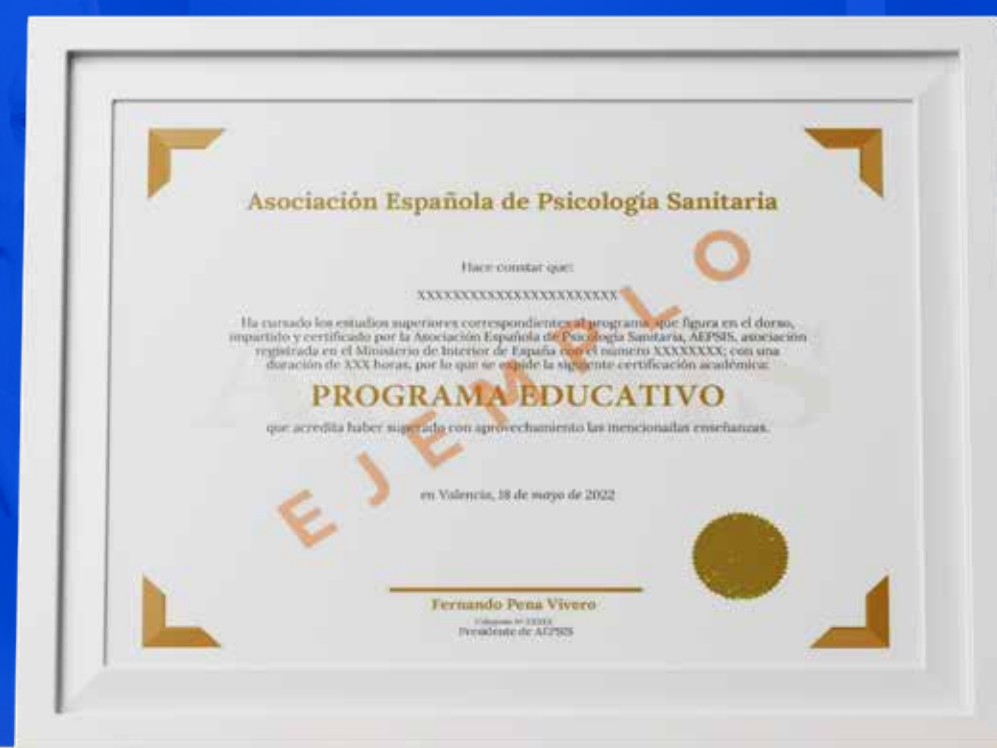 Asociación Española de Psicología Sanitaria
Hace constar que:
XXXXXXXXXXXXXXXXXXXXXXX
Ha cursado los estudios superiores correspondientes al programa, que figura en el dorso,
impartido y certificado por la Asociación Española de Psicología Sanitaria, AEPSIS, asociación
registrada en el Ministerio de Interior de España con el número XXXXXXXX; con una
duración de XXX horas, por lo que se expide la siguiente certificación académica:
PROGRAMA EDUCATIVO
que acredita haber superado con aprovechamiento las mencionadas enseñanzas.
EJEMPLO
en Valencia, 18 de mayo de 2022
Fernando Pena Vivero
Presidente de AEPSIS